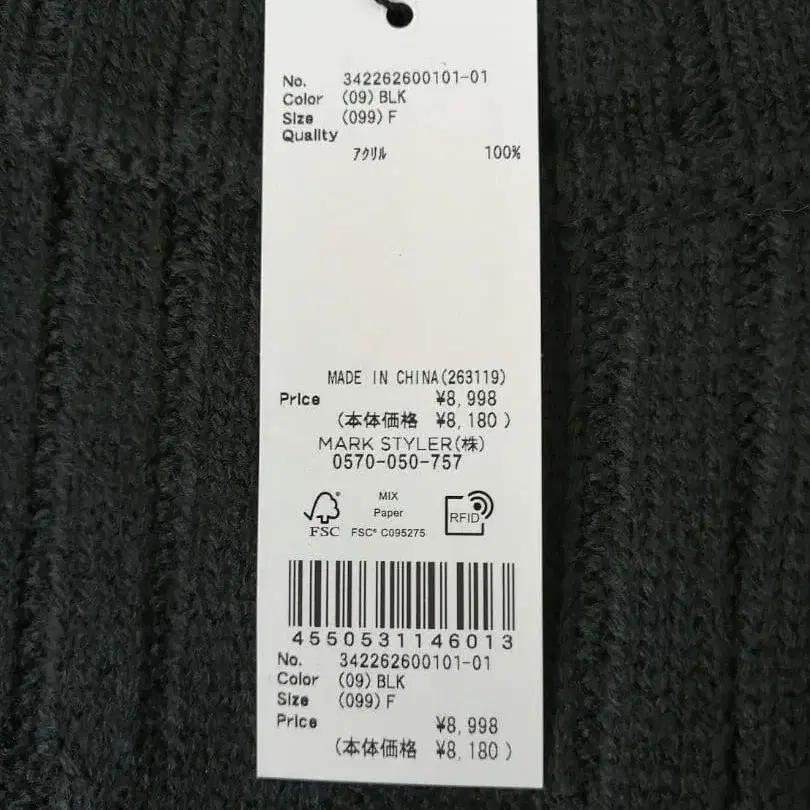 No. 342262600101-01
Color (09) BLK
Size (099) F
Quality
ｱｸﾘﾙ 100%
MADE IN CHINA(263119)
Price ¥8,998
(本体価格 ¥8,180 )
MARK STYLER(株)
0570-050-757
MIX
Paper
FSC® C095275
FSC
RFID
4550531146013
No. 342262600101-01
Color (09) BLK
Size (099) F
Price ¥8,998
(本体価格 ¥8,180 )